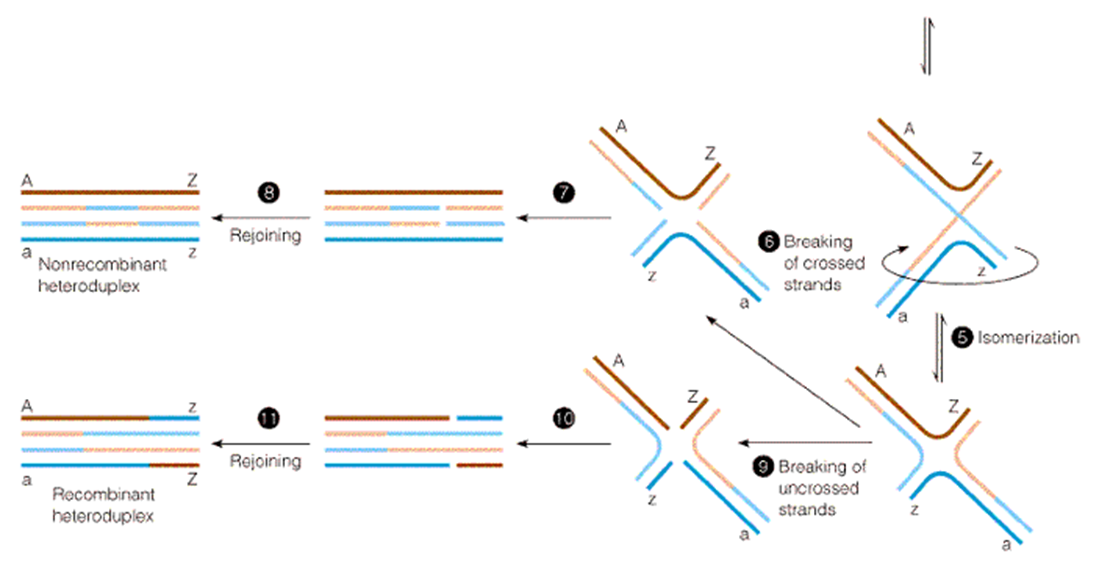 A
Z
8
Rejoining
a
z
Nonrecombinant
heteroduplex
7
A
Z
z
a
6 Breaking
of crossed
strands
A
Z
z
a
5 Isomerization
A
z
11
Rejoining
a
Z
Recombinant
heteroduplex
10
A
Z
z
a
9 Breaking of
uncrossed
strands
A
Z
z
a